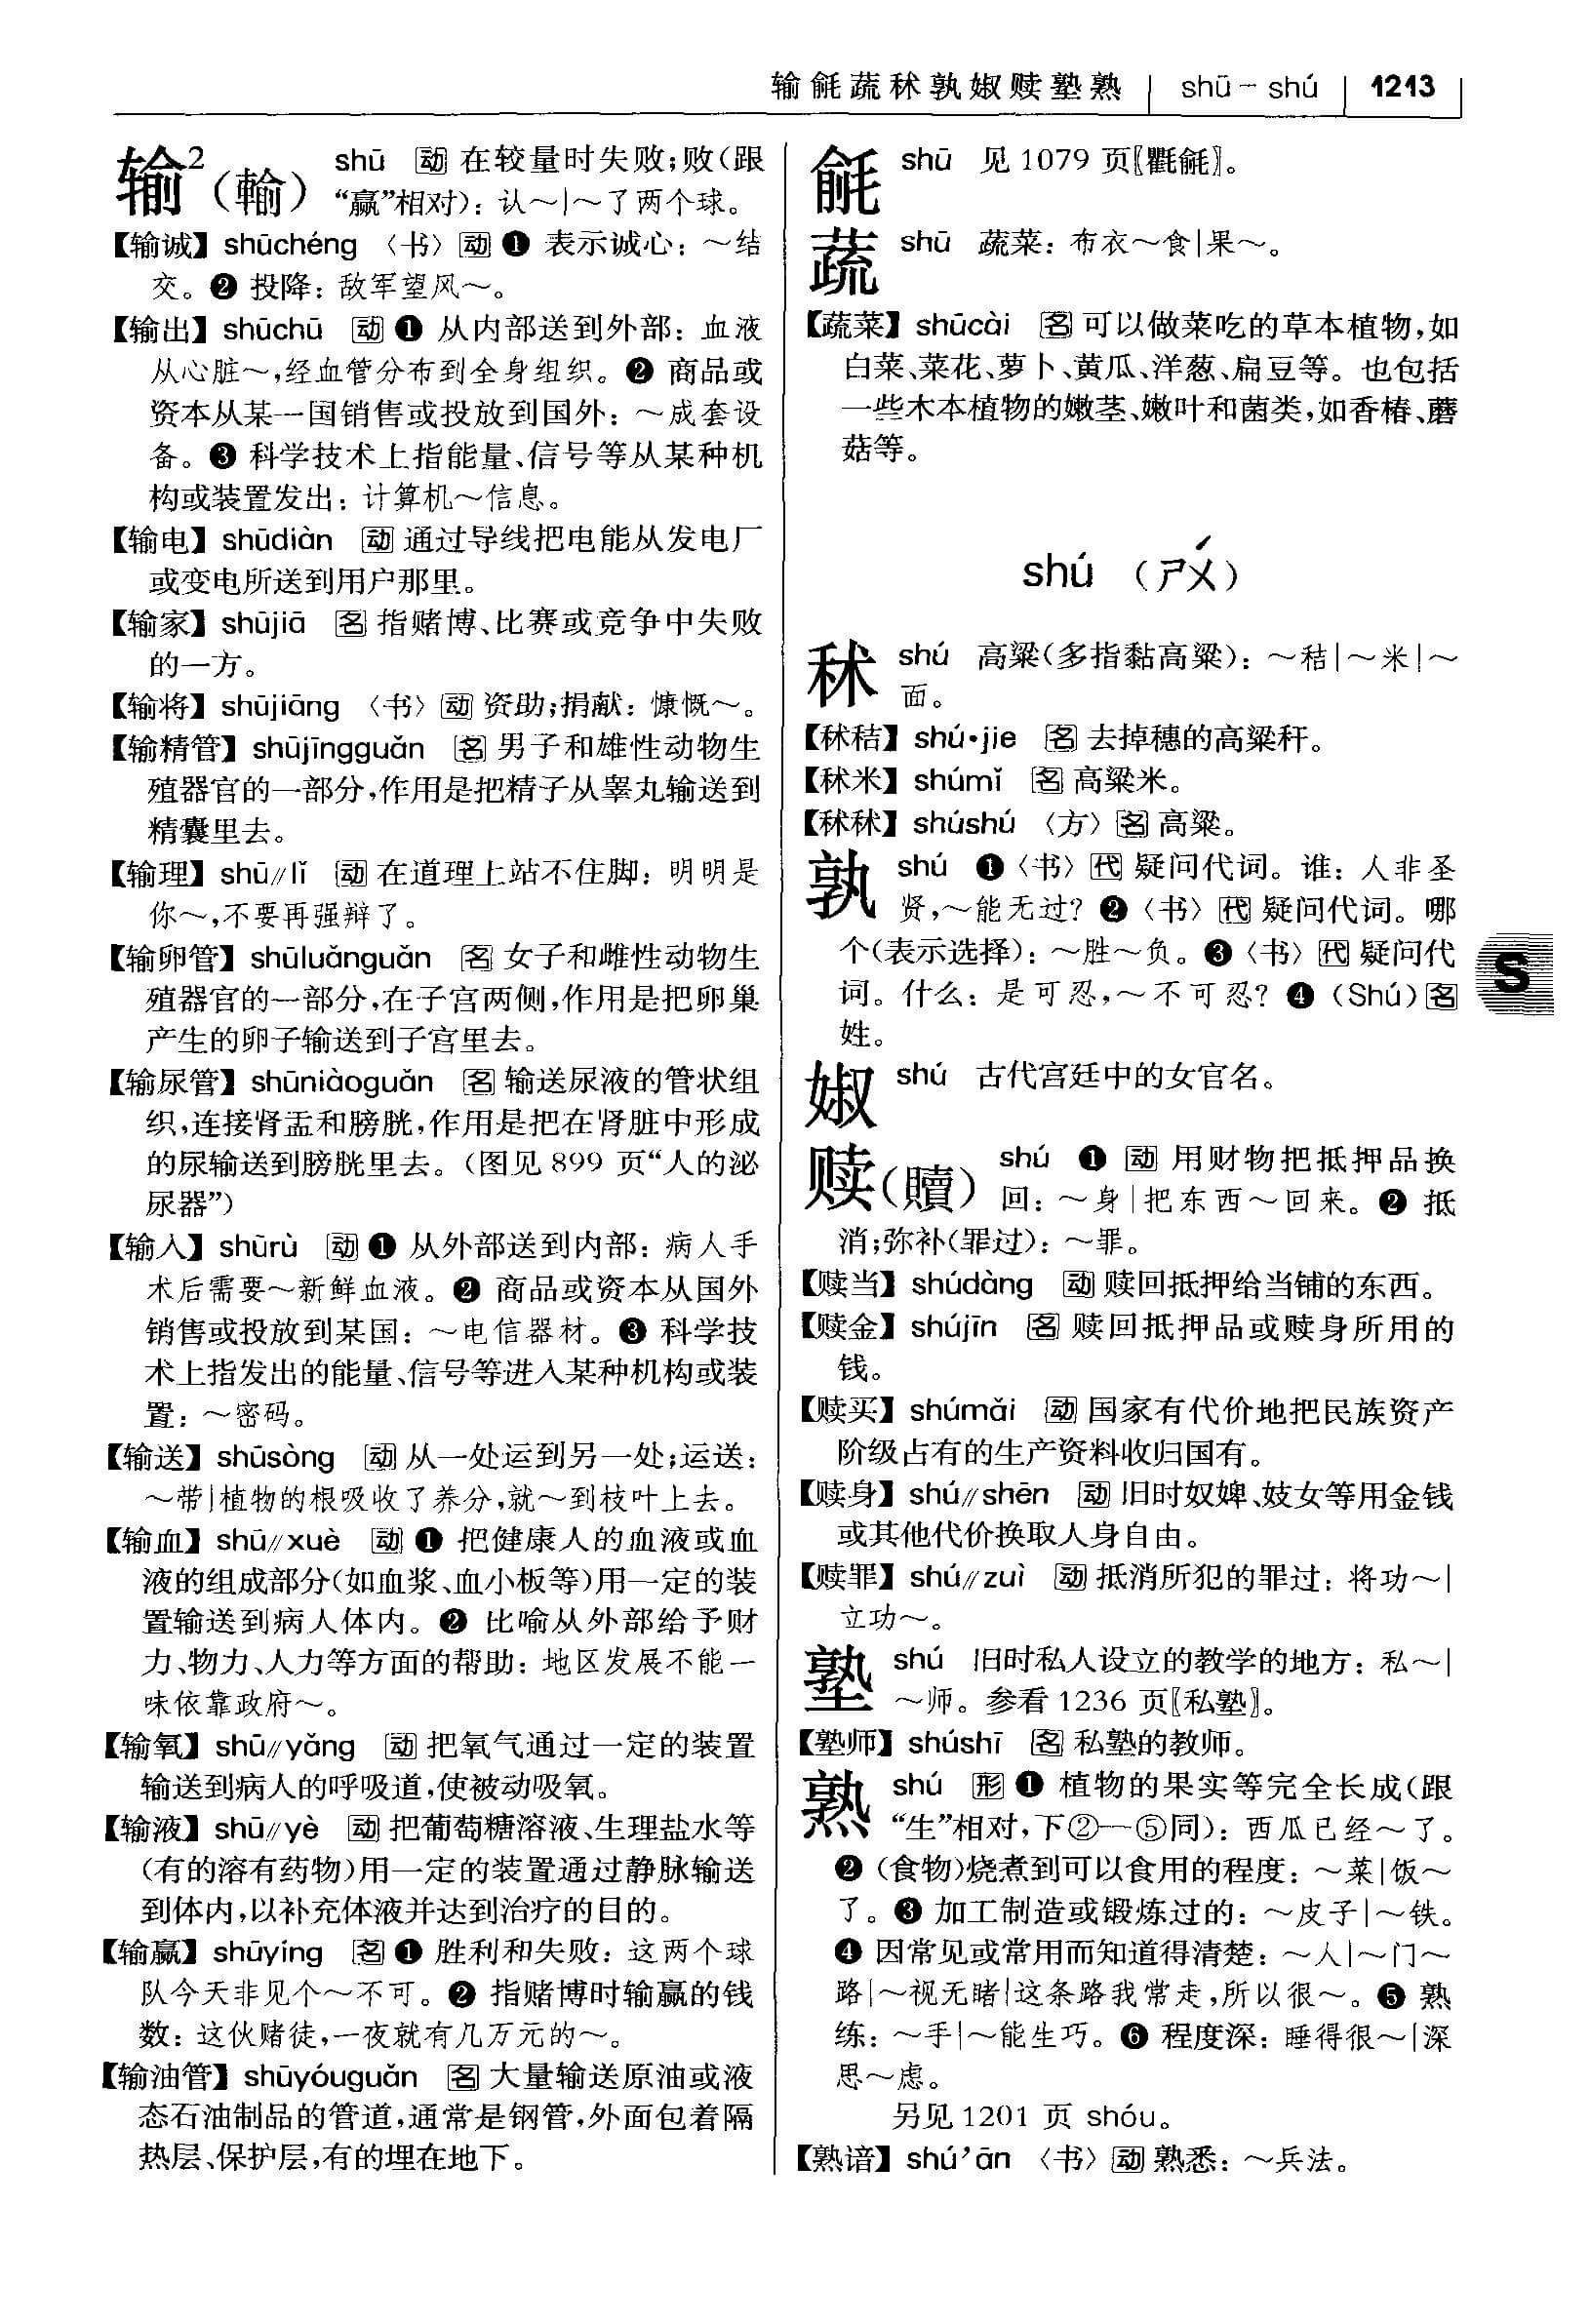 输毹蔬秫孰婌赎塾熟 | shū－shú | 1213
输²（輸） shū 动 在较量时失败；败（跟
“赢”相对）：认～|～了两个球。
【输诚】shūchéng 〈书〉动 ❶ 表示诚心：～结
交。❷ 投降：敌军望风～。
【输出】shūchū 动 ❶ 从内部送到外部：血液
从心脏～，经血管分布到全身组织。❷ 商品或
资本从某一国销售或投放到国外：～成套设
备。❸ 科学技术上指能量、信号等从某种机
构或装置发出：计算机～信息。
【输电】shūdiàn 动 通过导线把电能从发电厂
或变电所送到用户那里。
【输家】shūjiā 名 指赌博、比赛或竞争中失败
的一方。
【输将】shūjiāng 〈书〉动 资助；捐献：慷慨～。
【输精管】shūjīngguǎn 名 男子和雄性动物生
殖器官的一部分，作用是把精子从睾丸输送到
精囊里去。
【输理】shū//lǐ 动 在道理上站不住脚：明明是
你～，不要再强辩了。
【输卵管】shūluǎnguǎn 名 女子和雌性动物生
殖器官的一部分，在子宫两侧，作用是把卵巢
产生的卵子输送到子宫里去。
【输尿管】shūniàoguǎn 名 输送尿液的管状组
织，连接肾盂和膀胱，作用是把在肾脏中形成
的尿输送到膀胱里去。（图见 899 页“人的泌
尿器”）
【输入】shūrù 动 ❶ 从外部送到内部：病人手
术后需要～新鲜血液。❷ 商品或资本从国外
销售或投放到某国：～电信器材。❸ 科学技
术上指发出的能量、信号等进入某种机构或装
置：～密码。
【输送】shūsòng 动 从一处运到另一处；运送：
～带|植物的根吸收了养分，就～到枝叶上去。
【输血】shū//xuè 动 ❶ 把健康人的血液或血
液的组成部分（如血浆、血小板等）用一定的装
置输送到病人体内。❷ 比喻从外部给予财
力、物力、人力等方面的帮助：地区发展不能一
味依靠政府～。
【输氧】shū//yǎng 动 把氧气通过一定的装置
输送到病人的呼吸道，使被动吸氧。
【输液】shū//yè 动 把葡萄糖溶液、生理盐水等
（有的溶有药物）用一定的装置通过静脉输送
到体内，以补充体液并达到治疗的目的。
【输赢】shūyíng 名 ❶ 胜利和失败：这两个球
队今天非见个～不可。❷ 指赌博时输赢的钱
数：这伙赌徒，一夜就有几万元的～。
【输油管】shūyóuguǎn 名 大量输送原油或液
态石油制品的管道，通常是钢管，外面包着隔
热层、保护层，有的埋在地下。
毹 shū 见 1079 页〖氍毹〗。
蔬 shū 蔬菜：布衣～食|果～。
【蔬菜】shūcài 名 可以做菜吃的草本植物，如
白菜、菜花、萝卜、黄瓜、洋葱、扁豆等。也包括
一些木本植物的嫩茎、嫩叶和菌类，如香椿、蘑
菇等。
shú （ㄕㄨˊ）
秫 shú 高粱（多指黏高粱）：～秸|～米|～
面。
【秫秸】shú·jie 名 去掉穗的高粱秆。
【秫米】shúmǐ 名 高粱米。
【秫秫】shúshú 〈方〉名 高粱。
孰 shú ❶〈书〉代 疑问代词。谁：人非圣
贤，～能无过？❷〈书〉代 疑问代词。哪
个（表示选择）：～胜～负。❸〈书〉代 疑问代
词。什么：是可忍，～不可忍？❹（Shú）名
姓。
婌 shú 古代宫廷中的女官名。
赎（贖） shú ❶ 动 用财物把抵押品换
回：～身|把东西～回来。❷ 抵
消；弥补（罪过）：～罪。
【赎当】shúdàng 动 赎回抵押给当铺的东西。
【赎金】shújīn 名 赎回抵押品或赎身所用的
钱。
【赎买】shúmǎi 动 国家有代价地把民族资产
阶级占有的生产资料收归国有。
【赎身】shú//shēn 动 旧时奴婢、妓女等用金钱
或其他代价换取人身自由。
【赎罪】shú//zuì 动 抵消所犯的罪过：将功～|
立功～。
塾 shú 旧时私人设立的教学的地方：私～|
～师。参看 1236 页〖私塾〗。
【塾师】shúshī 名 私塾的教师。
熟 shú 形 ❶ 植物的果实等完全长成（跟
“生”相对，下②—⑤同）：西瓜已经～了。
❷（食物）烧煮到可以食用的程度：～菜|饭～
了。❸ 加工制造或锻炼过的：～皮子|～铁。
❹ 因常见或常用而知道得清楚：～人|～门～
路|～视无睹|这条路我常走，所以很～。❺ 熟
练：～手|～能生巧。❻ 程度深：睡得很～|深
思～虑。
另见 1201 页 shóu。
【熟谙】shú’ān 〈书〉动 熟悉：～兵法。
S